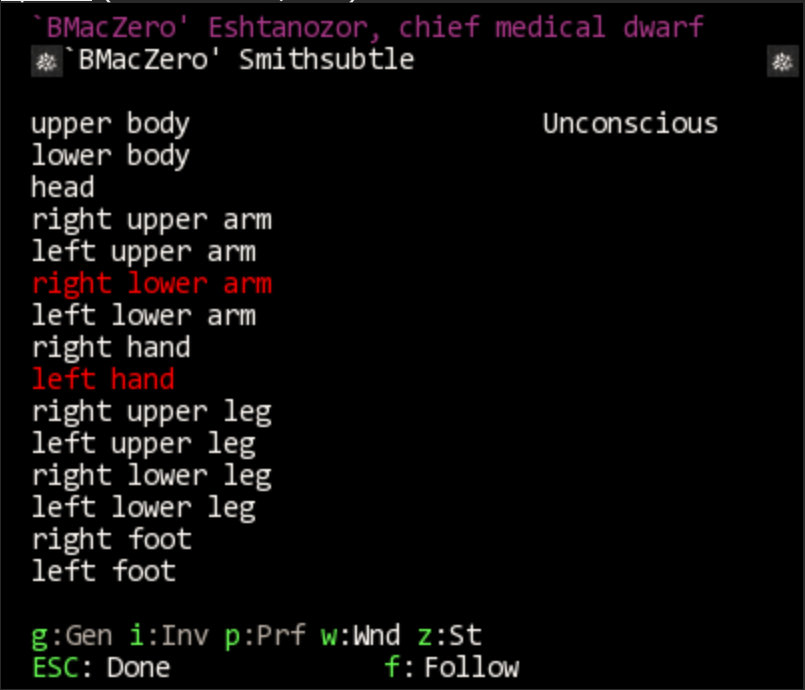 `BMacZero' Eshtanozor, chief medical dwarf
`BMacZero' Smithsubtle
upper body Unconscious
lower body
head
right upper arm
left upper arm
right lower arm
left lower arm
right hand
left hand
right upper leg
left upper leg
right lower leg
left lower leg
right foot
left foot
g:Gen i:Inv p:Prf w:Wnd z:St
ESC: Done f: Follow